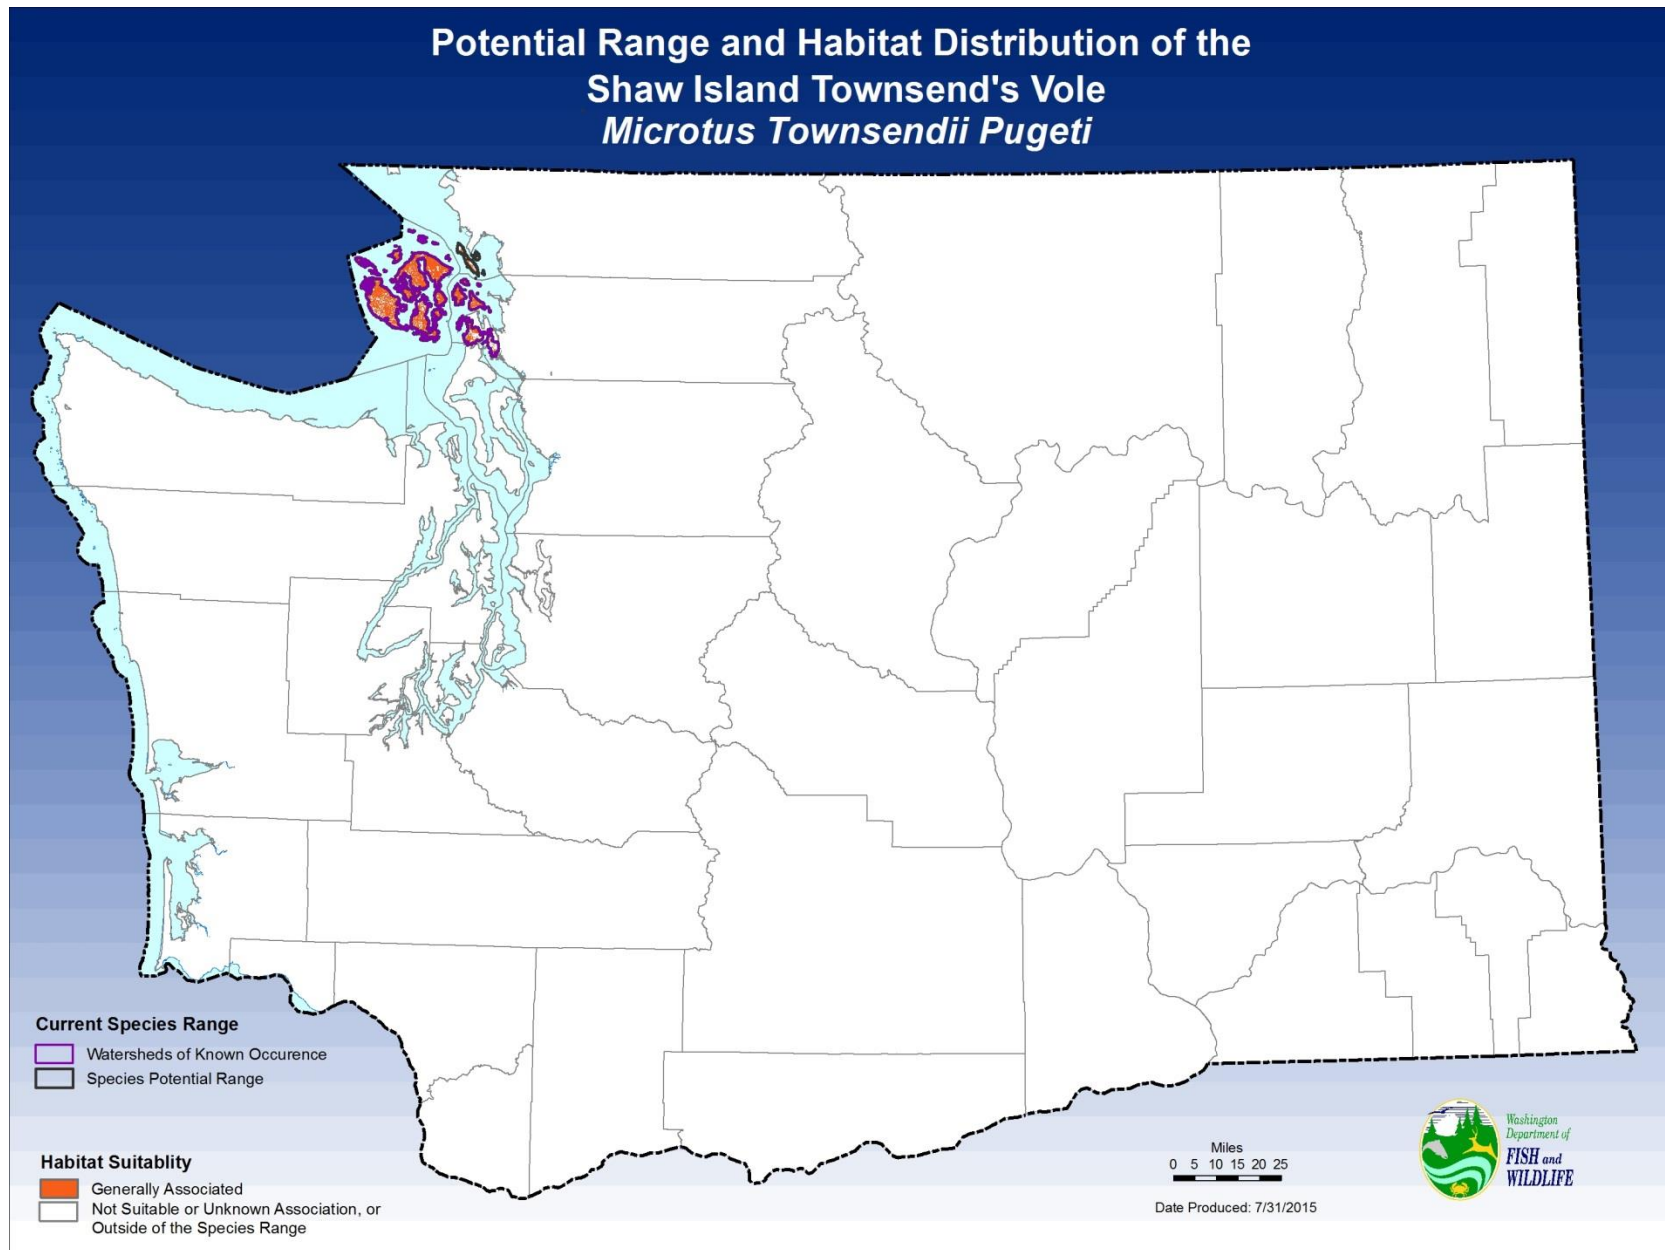 Potential Range and Habitat Distribution of the
Shaw Island Townsend's Vole
Microtus Townsendii Pugeti
Current Species Range
Watersheds of Known Occurence
Species Potential Range
Habitat Suitablity
Generally Associated
Not Suitable or Unknown Association, or
Outside of the Species Range
Miles
0 5 10 15 20 25
Date Produced: 7/31/2015
Washington
Department of
FISH and
WILDLIFE